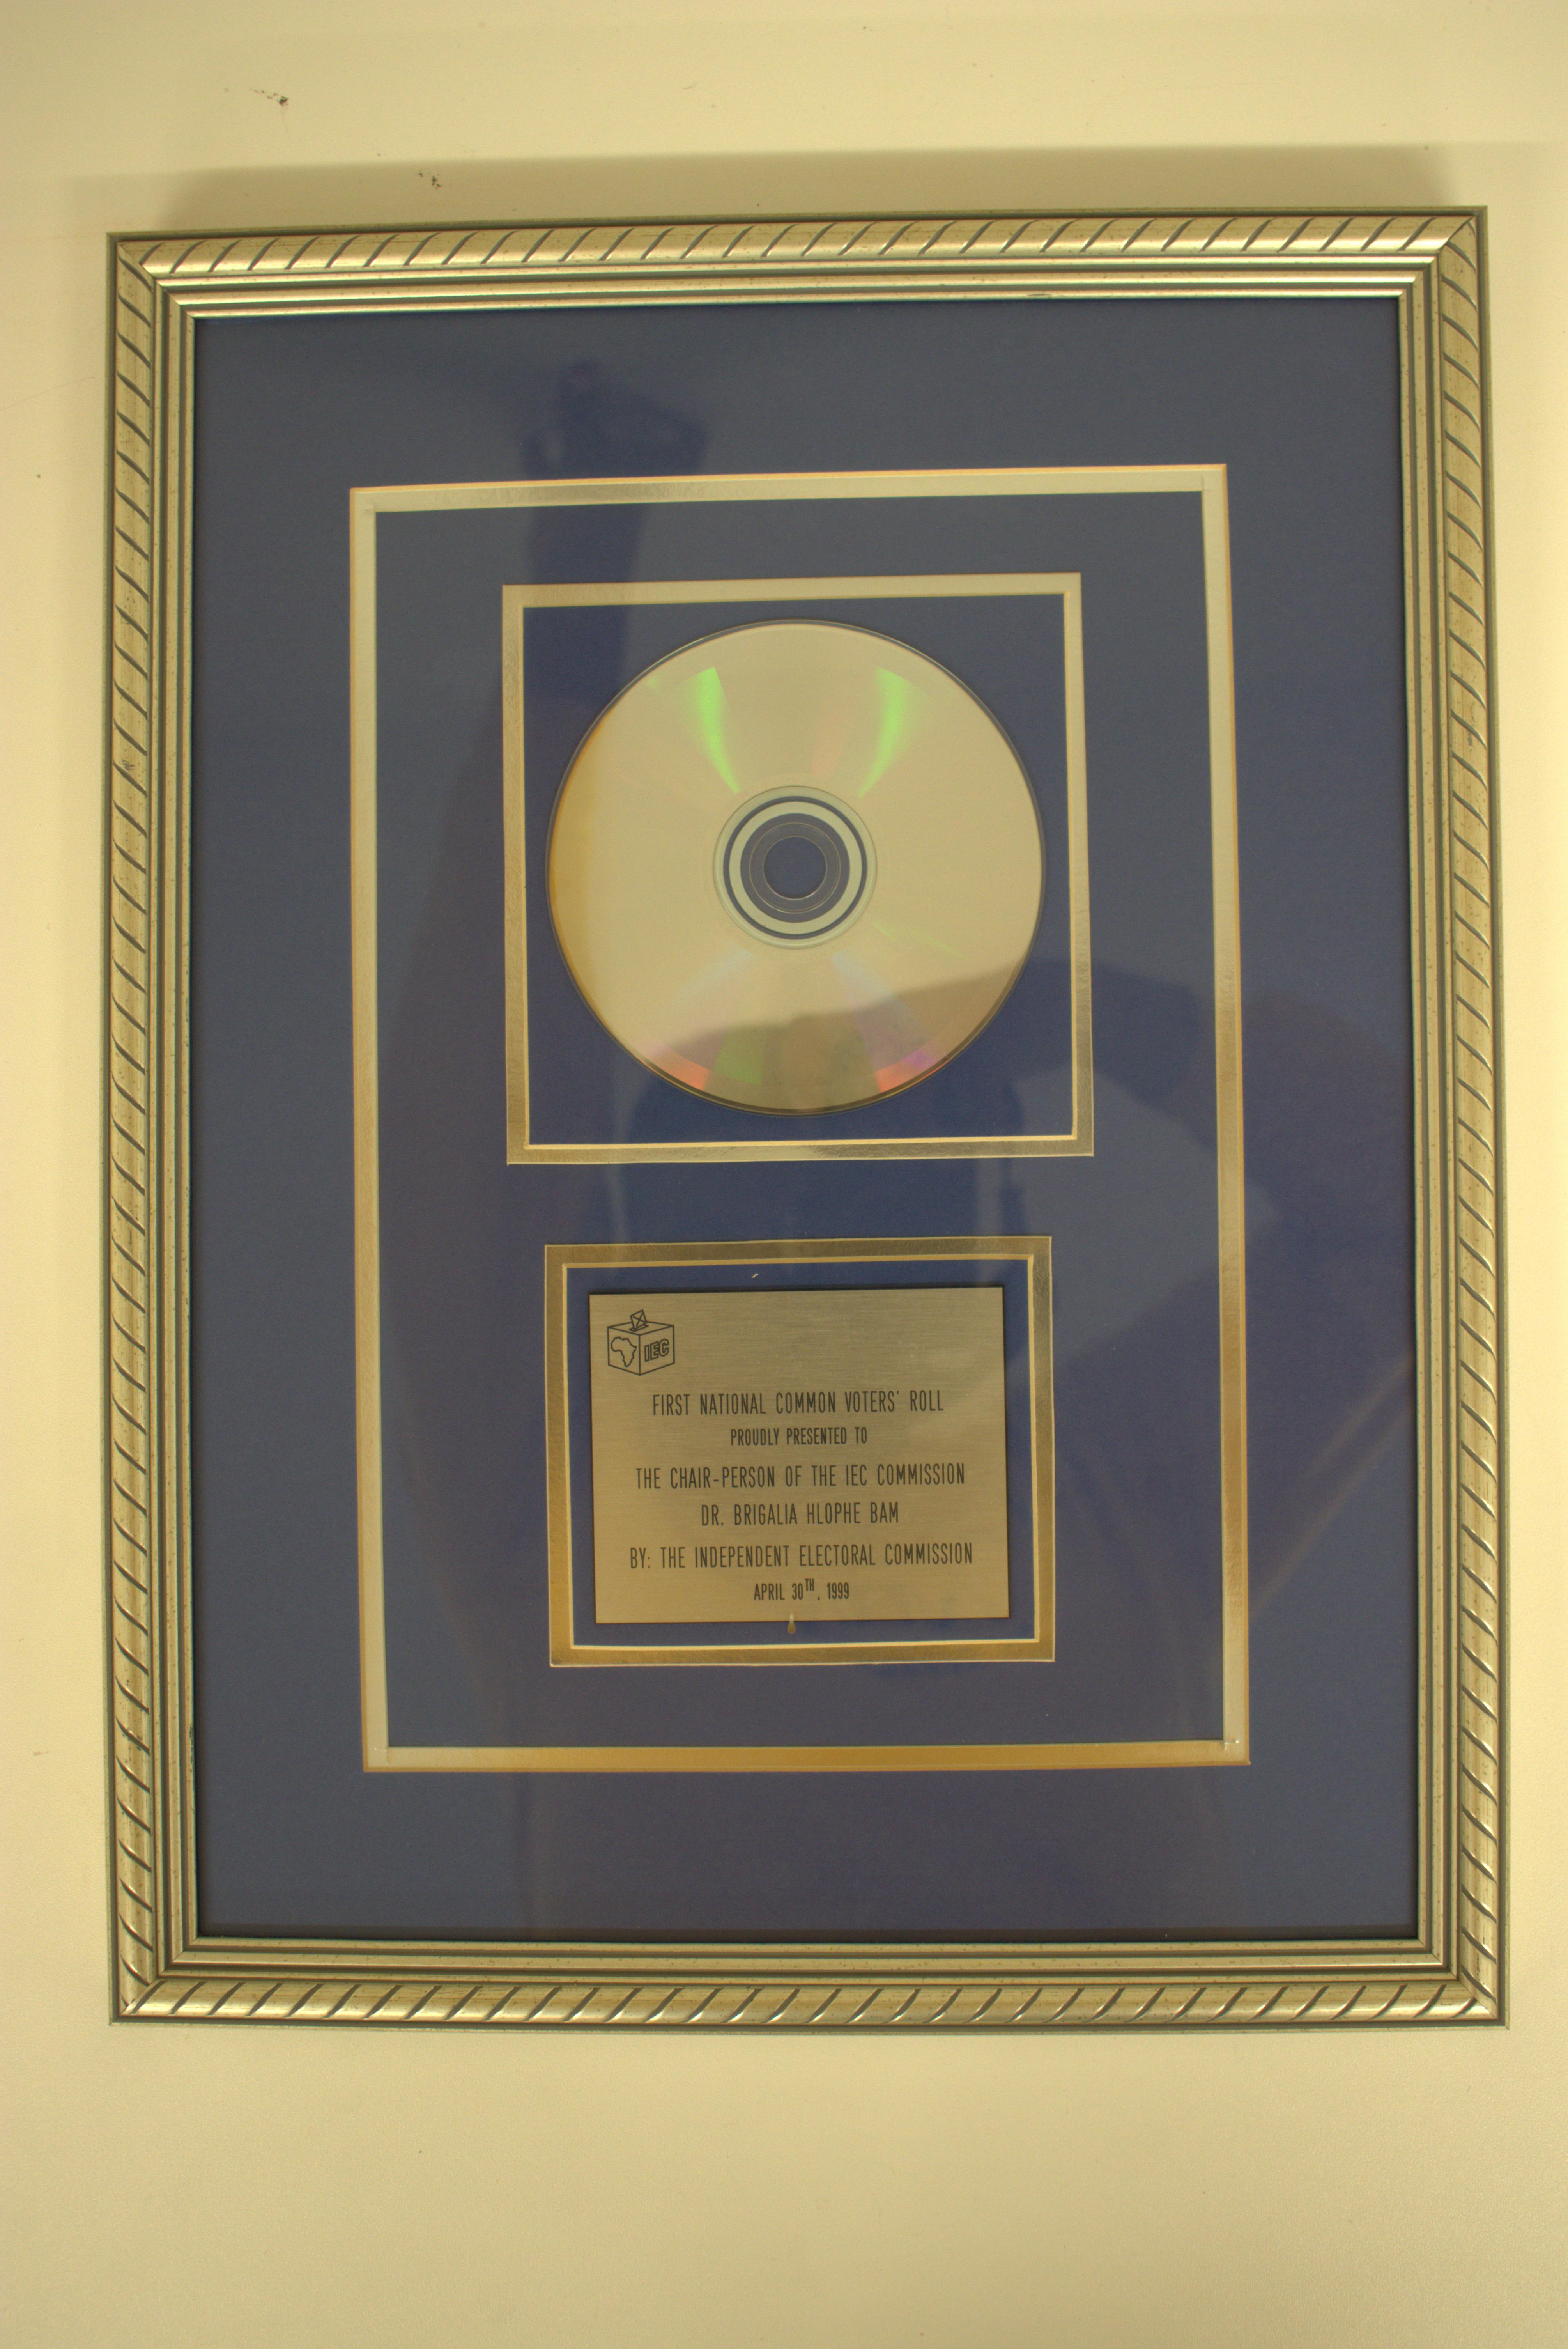 IEC
FIRST NATIONAL COMMON VOTERS' ROLL
PROUDLY PRESENTED TO
THE CHAIR-PERSON OF THE IEC COMMISSION
DR. BRIGALIA HLOPHE BAM
BY: THE INDEPENDENT ELECTORAL COMMISSION
APRIL 30TH, 1999